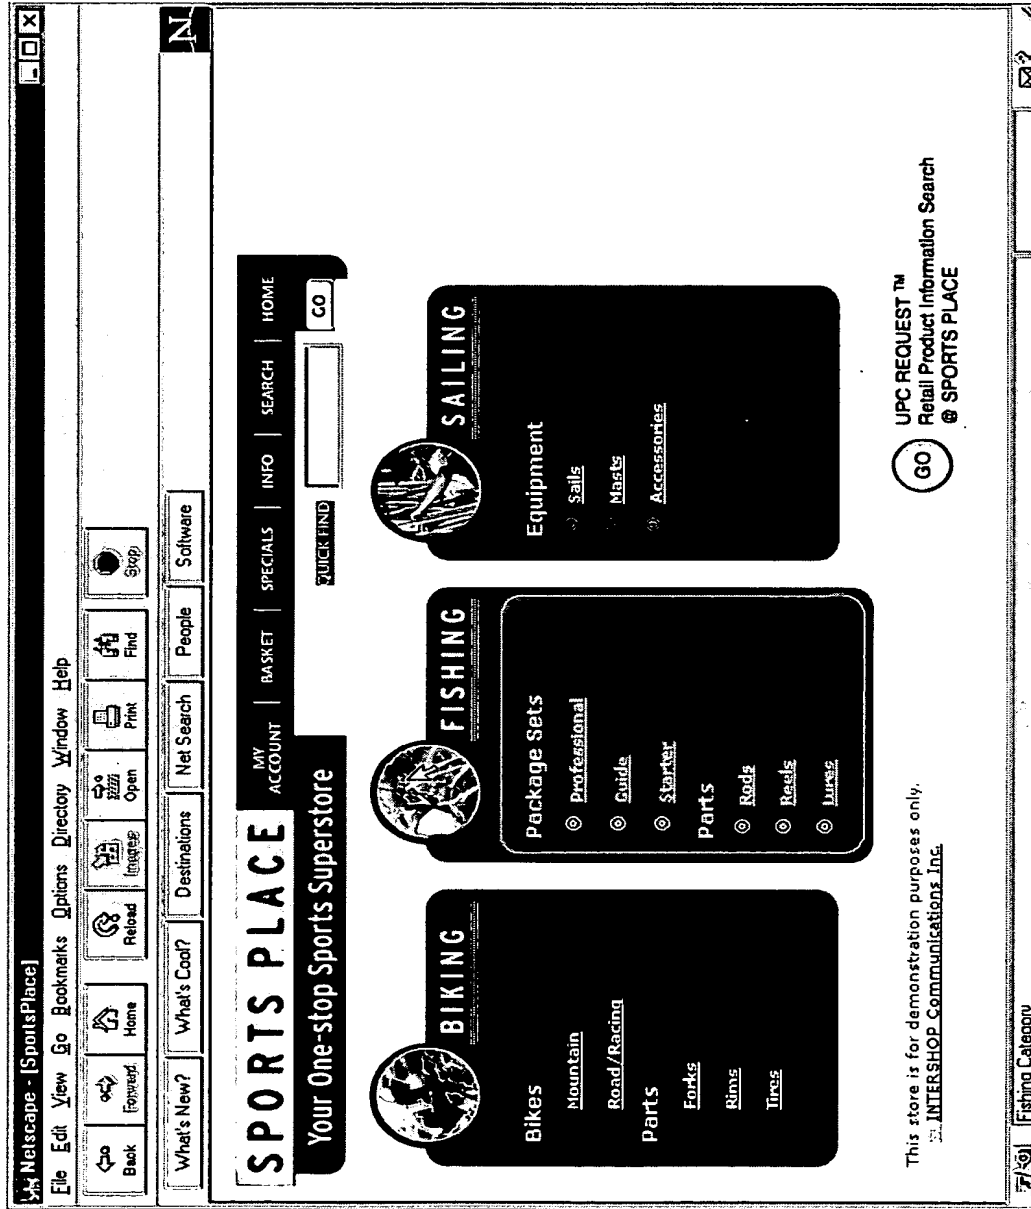 Netscape - [SportsPlace]
File Edit View Go Bookmarks Options Directory Window Help
Back Forward Home Reload Images Open Print Find Stop
What's New? What's Cool? Destinations Net Search People Software
N
SPORTS PLACE
MY ACCOUNT | BASKET | SPECIALS | INFO | SEARCH | HOME
Your One-stop Sports Superstore
QUICK FIND GO
BIKING
Bikes
Mountain
Road/Racing
Parts
Forks
Rims
Tires
FISHING
Package Sets
Professional
Guide
Starter
Parts
Rods
Reels
Lures
SAILING
Equipment
Sails
Masts
Accessories
This store is for demonstration purposes only.
INTERSHOP Communications Inc.
GO
UPC REQUEST ™
Retail Product Information Search
@ SPORTS PLACE
Fishing Category